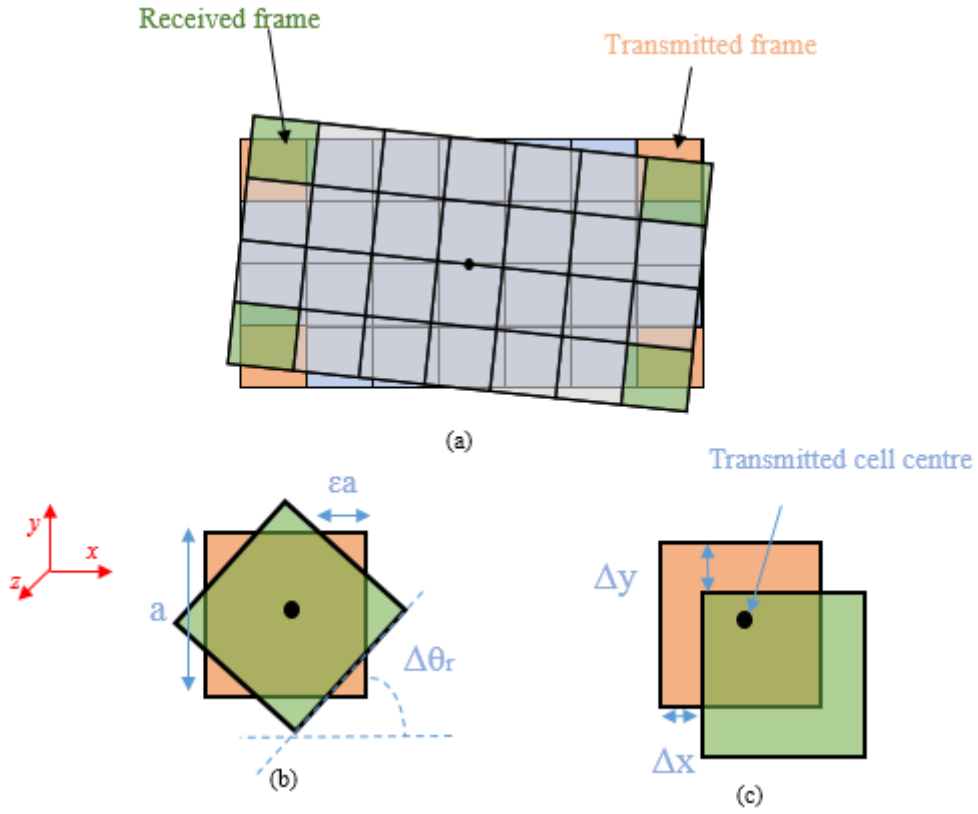 Received frame
Transmitted frame
(a)
Transmitted cell centre
εa
y
x
z
a
Δy
Δθr
Δx
(b)
(c)